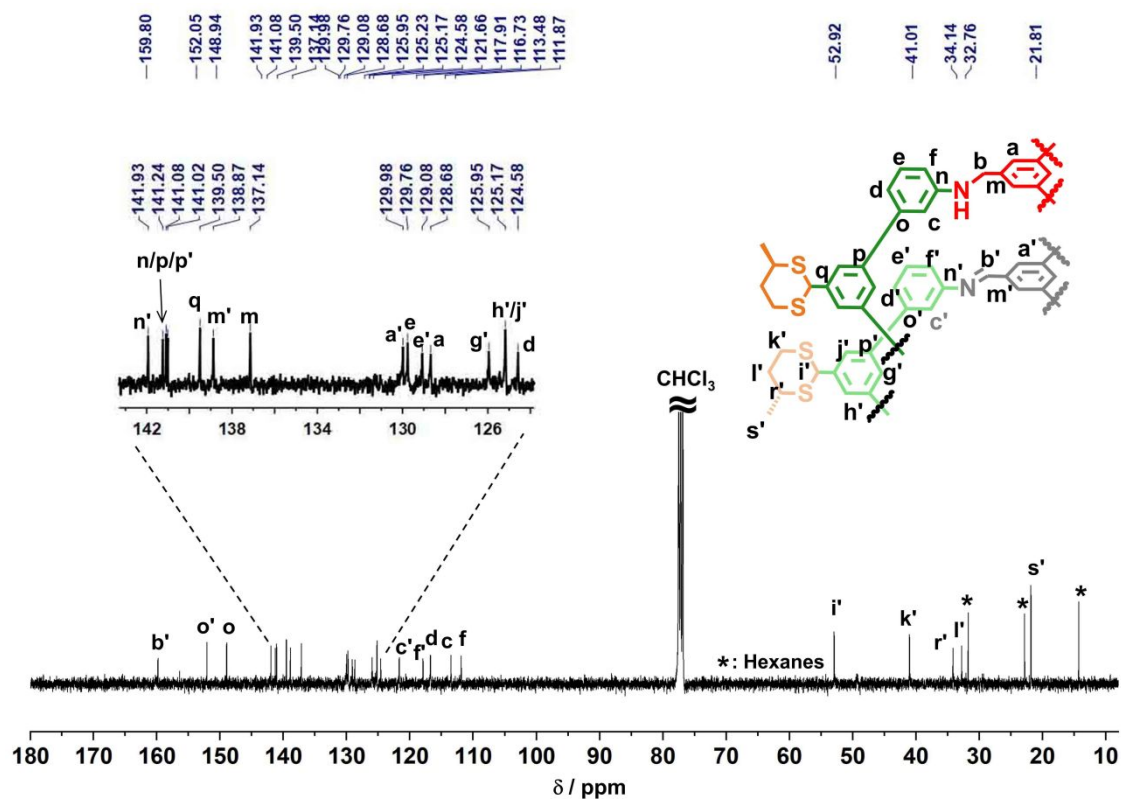 159.80
152.05
148.94
141.93
141.08
139.50
137.14
129.98
129.76
129.08
128.68
125.95
125.23
125.17
124.58
121.66
117.91
116.73
113.48
111.87
52.92
41.01
34.14
32.76
21.81
141.93
141.24
141.08
141.02
139.50
138.87
137.14
129.98
129.76
129.08
128.68
125.95
125.17
124.58
n/p/p'
n'
q
m'
m
a'
e
e'
a
g'
h'/j'
d
142 138 134 130 126
e f n N H b m a
d o c
S S q p e' f' n' N b' m' a'
d' o' c'
k' S j' p'
l' i' g'
r' S h'
s'
CHCl3
b' o' o c' f' d c f
i' k' r' l' * * s' *
*: Hexanes
180 170 160 150 140 130 120 110 100 90 80 70 60 50 40 30 20 10
δ / ppm